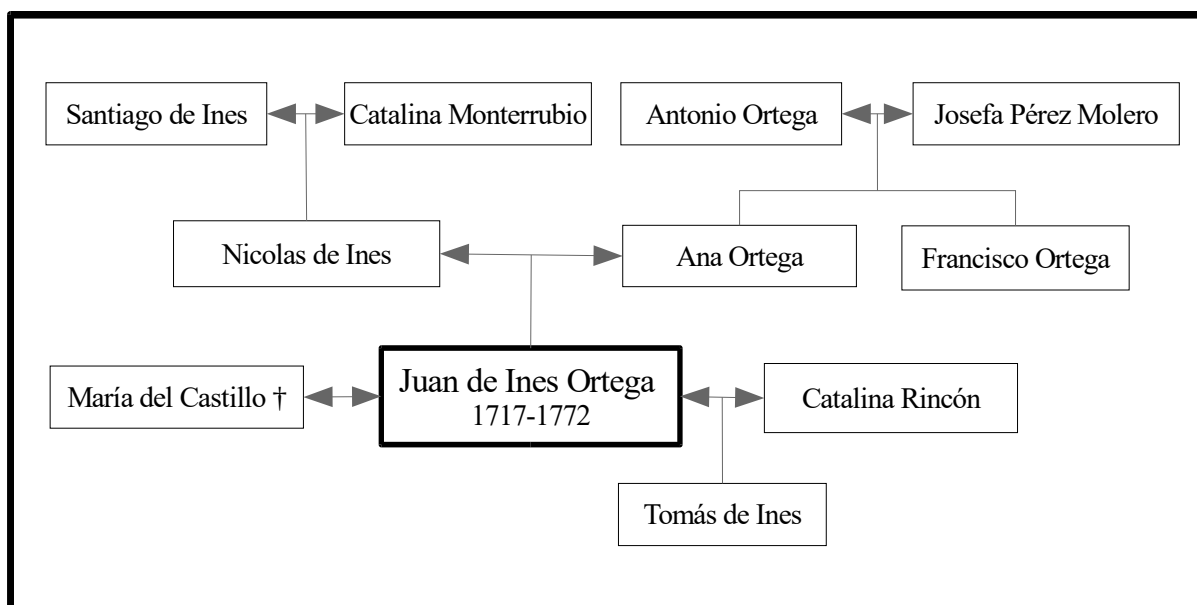 Santiago de Ines
Catalina Monterrubio
Antonio Ortega
Josefa Pérez Molero
Nicolas de Ines
Ana Ortega
Francisco Ortega
María del Castillo †
Juan de Ines Ortega
1717-1772
Catalina Rincón
Tomás de Ines